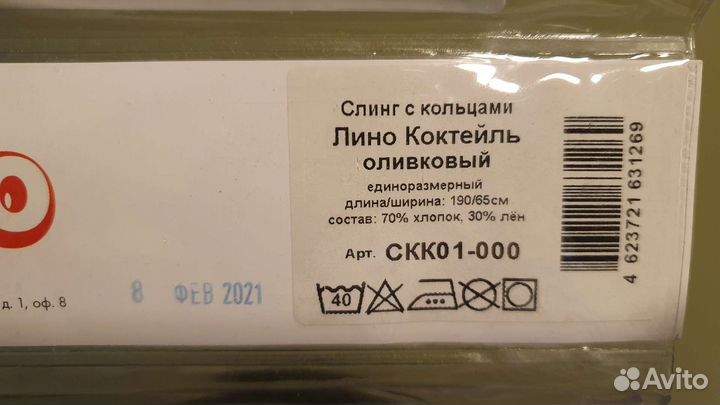 Слинг с кольцами
Лино Коктейль
оливковый
единоразмерный
длина/ширина: 190/65см
состав: 70% хлопок, 30% лён
Арт. СКК01-000
40
4 623721 631269
8 ФЕВ 2021
д. 1, оф. 8
Avito